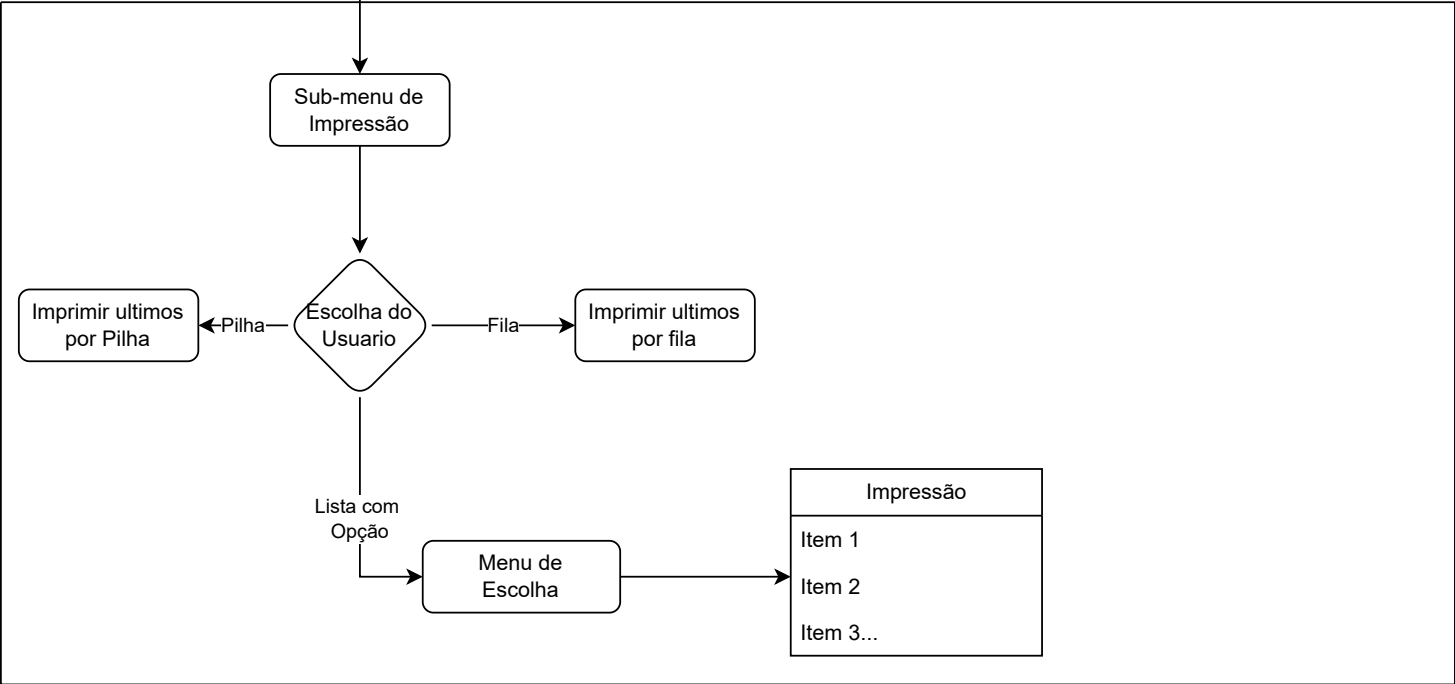 Sub-menu de
Impressão
Imprimir ultimos
por Pilha
Pilha
Escolha do
Usuario
Fila
Imprimir ultimos
por fila
Lista com
Opção
Menu de
Escolha
Impressão
Item 1
Item 2
Item 3...